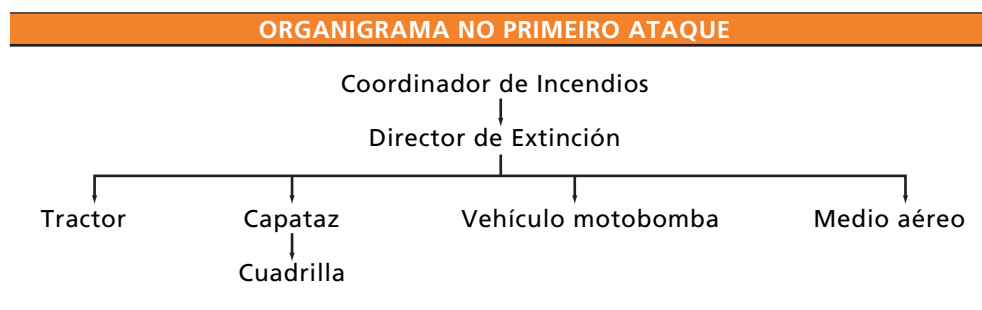 ORGANIGRAMA NO PRIMEIRO ATAQUE
Coordinador de Incendios
Director de Extinción
Tractor Capataz Vehículo motobomba Medio aéreo
Cuadrilla